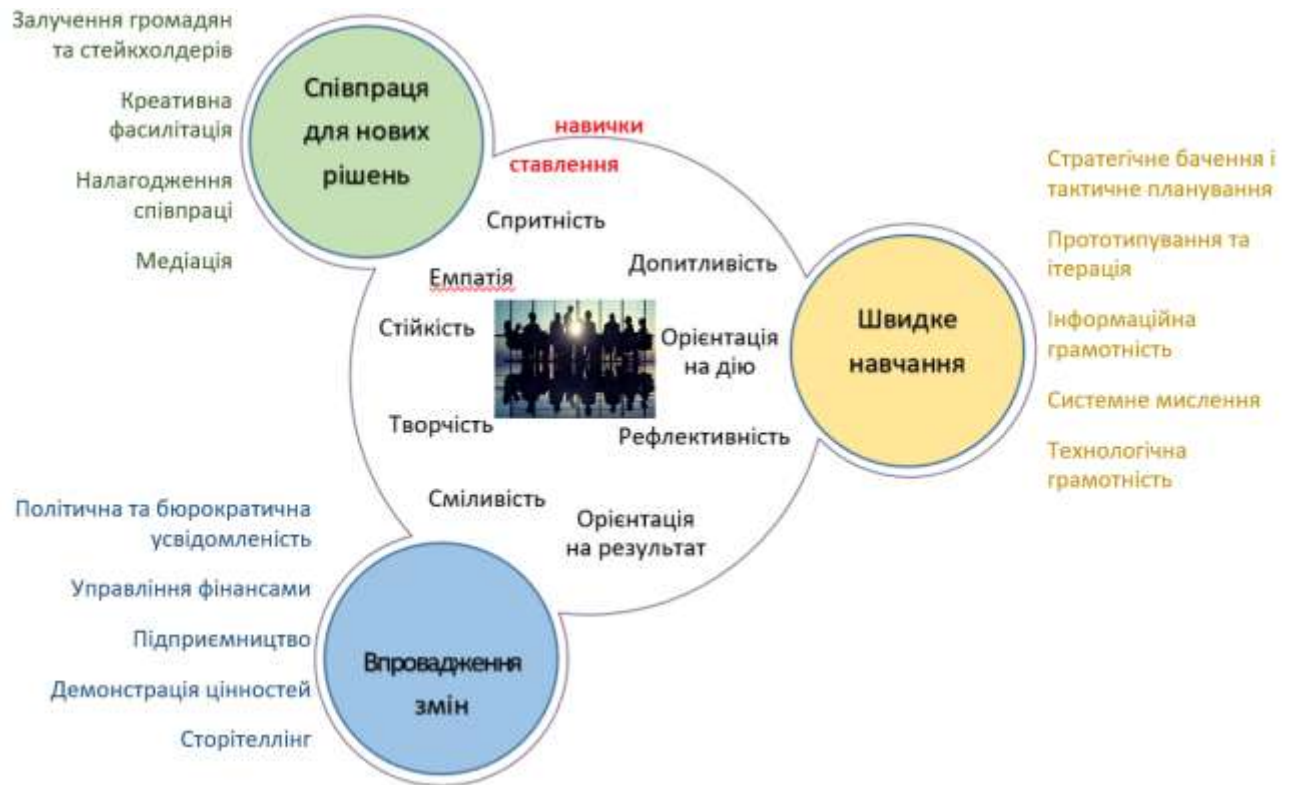 Залучення громадян
та стейкхолдерів
Креативна
фасилітація
Налагодження
співпраці
Медіація
Співпраця
для нових
рішень
навички
ставлення
Спритність
Допитливість
Емпатія
Стійкість
Орієнтація
на дію
Творчість
Рефлективність
Сміливість
Орієнтація
на результат
Швидке
навчання
Стратегічне бачення і
тактичне планування
Прототипування та
ітерація
Інформаційна
грамотність
Системне мислення
Технологічна
грамотність
Політична та бюрократична
усвідомленість
Управління фінансами
Підприємництво
Демонстрація цінностей
Сторітеллінг
Впровадження
змін